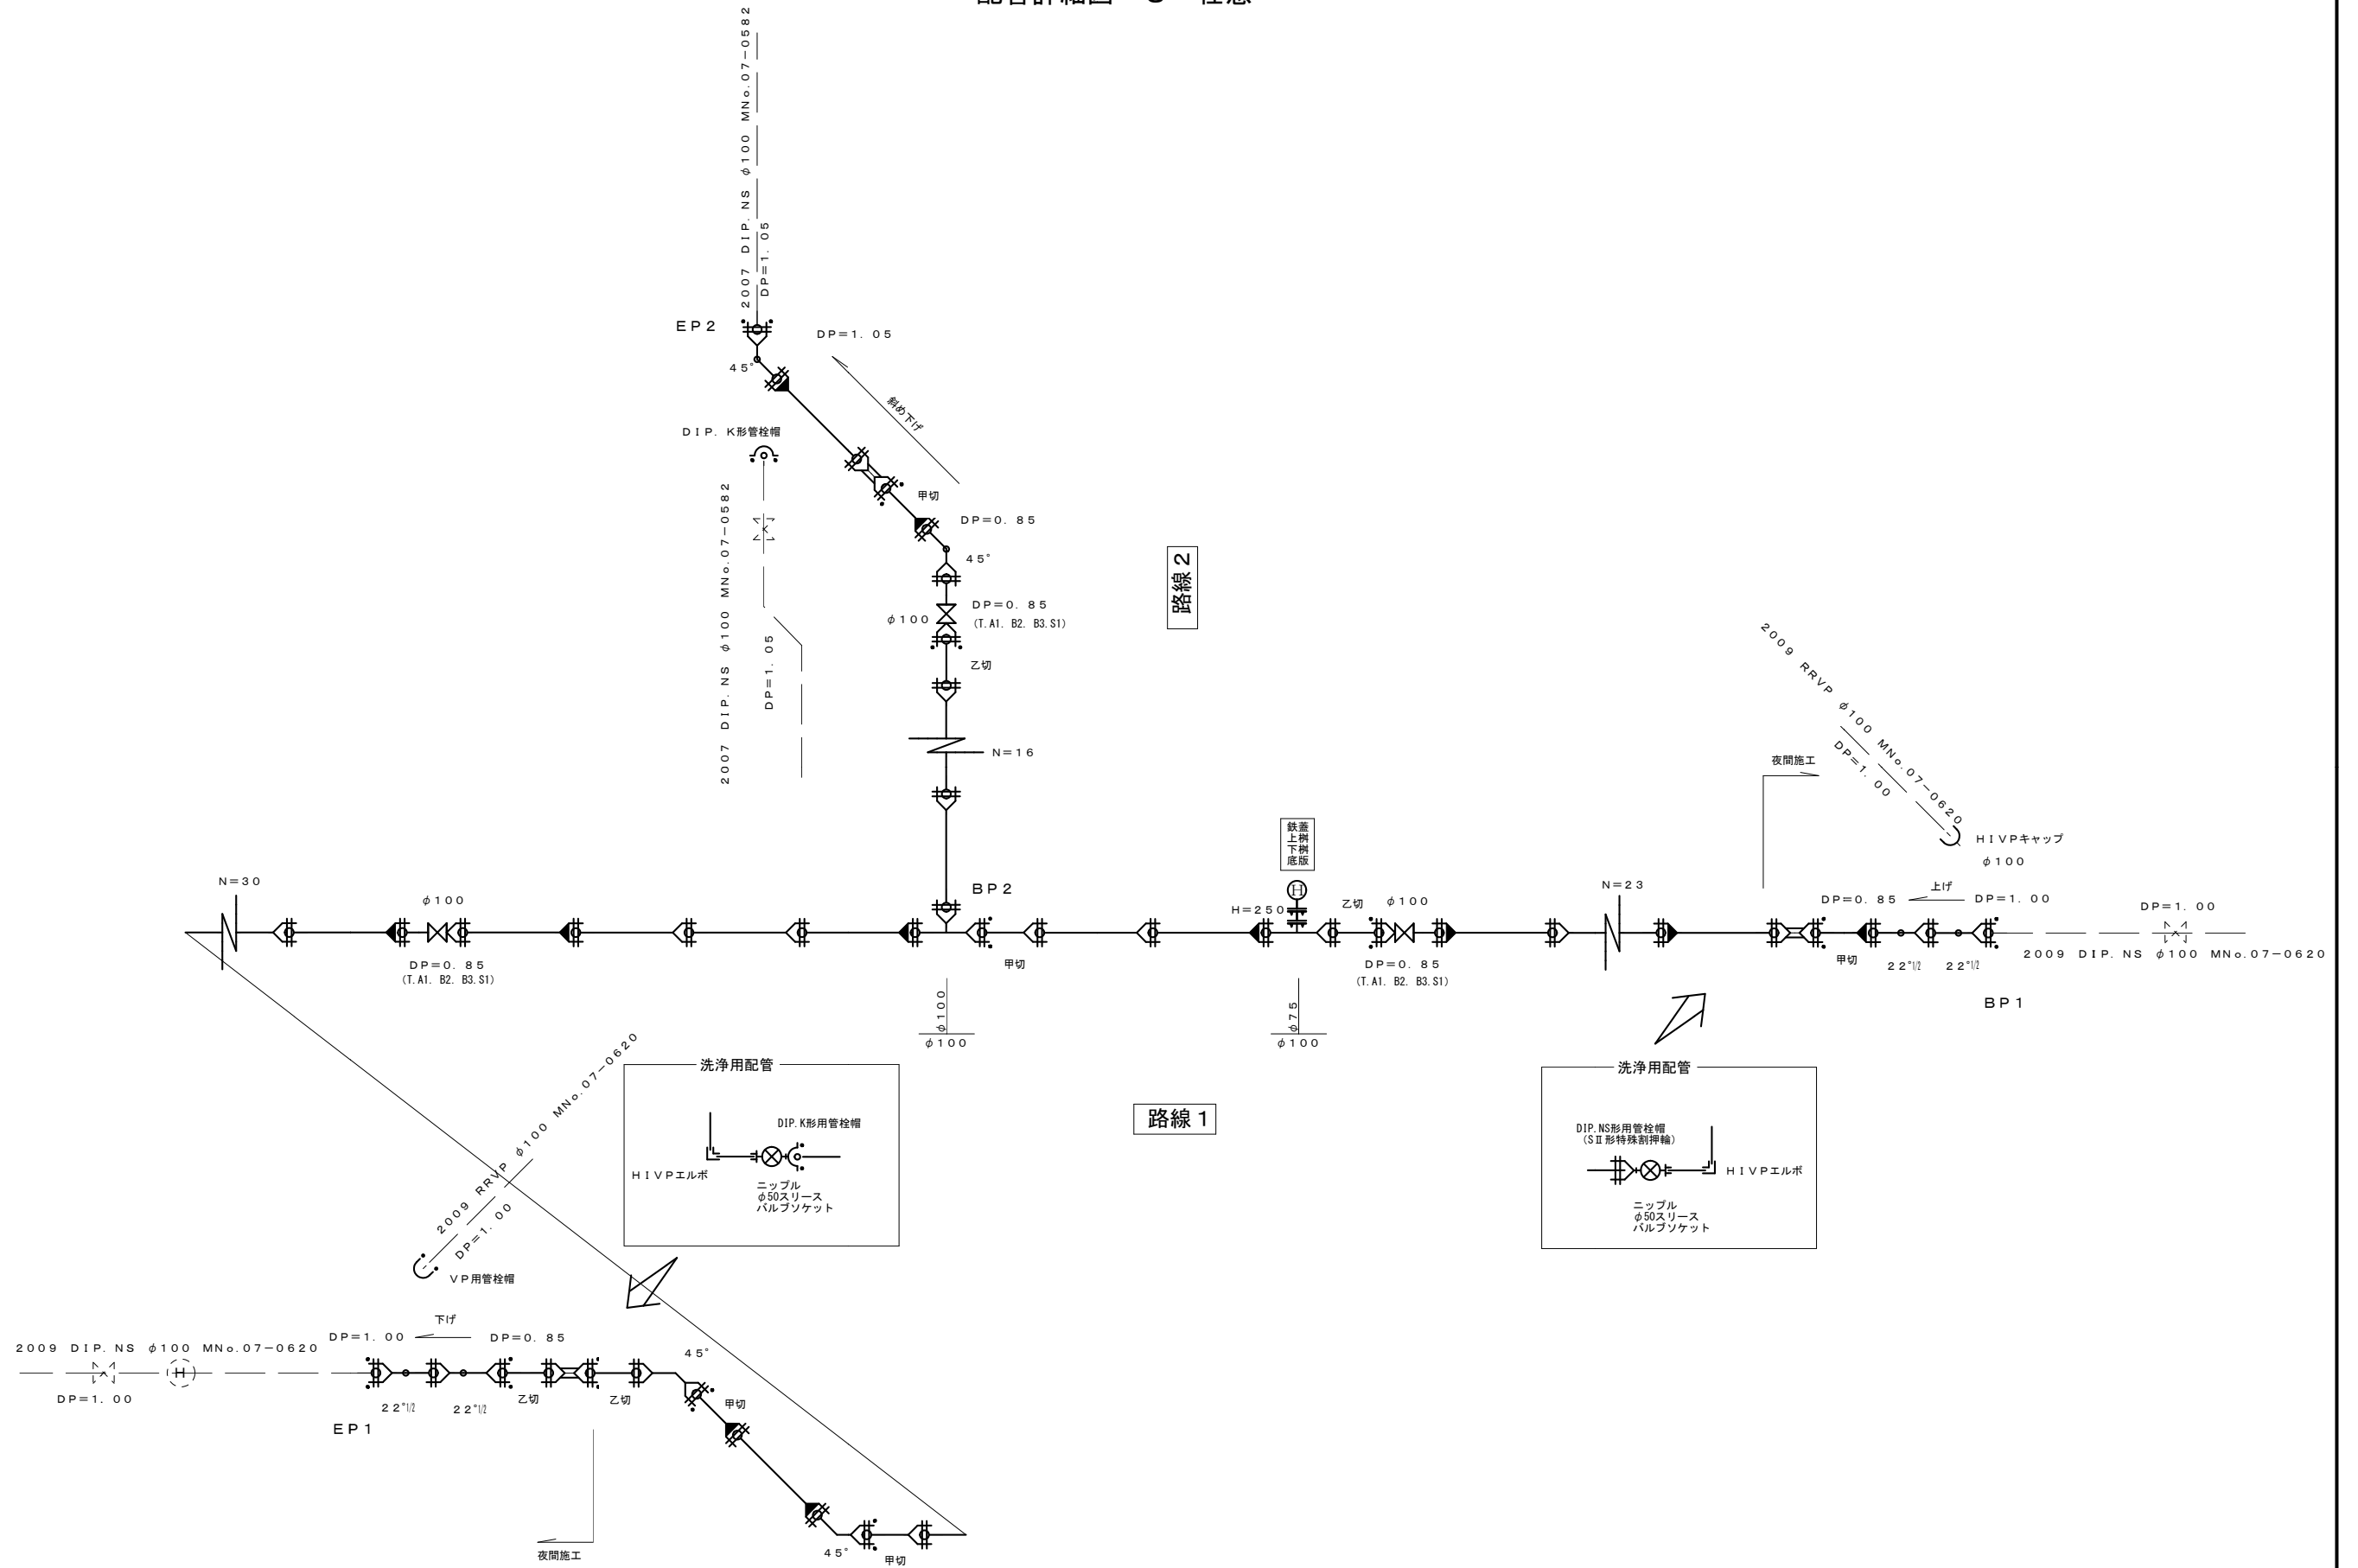 2007 DIP.NS φ100 MNo.07-0582
DP=1.05
EP2
DP=1.05
45°
斜め下げ
DIP. K形管栓帽
甲切
DP=0.85
45°
2007 DIP.NS φ100 MNo.07-0582
DP=1.05
φ100
DP=0.85
(T.A1. B2. B3.S1)
乙切
路線2
N=16
2009 RRVP φ100 MNo.07-0620
DP=1.00
夜間施工
HIVPキャップ
φ100
鉄蓋
上桝
下桝
底版
H
N=30
φ100
BP2
H=250
乙切
φ100
N=23
DP=0.85
上げ
DP=1.00
DP=1.00
DP=0.85
(T.A1. B2. B3.S1)
甲切
DP=0.85
(T.A1. B2. B3.S1)
甲切
22°1/2
22°1/2
2009 DIP.NS φ100 MNo.07-0620
BP1
φ100
φ100
φ75
φ100
2009 RRVP φ100 MNo.07-0620
DP=1.00
VP用管栓帽
洗浄用配管
DIP.K形用管栓帽
HIVPエルボ
ニップル
φ50スリース
バルブソケット
路線1
洗浄用配管
DIP.NS形用管栓帽
(SⅡ形特殊割押輪)
HIVPエルボ
ニップル
φ50スリース
バルブソケット
下げ
DP=1.00
DP=0.85
2009 DIP.NS φ100 MNo.07-0620
H
DP=1.00
45°
22°1/2
22°1/2
乙切
乙切
甲切
EP1
夜間施工
45°
甲切